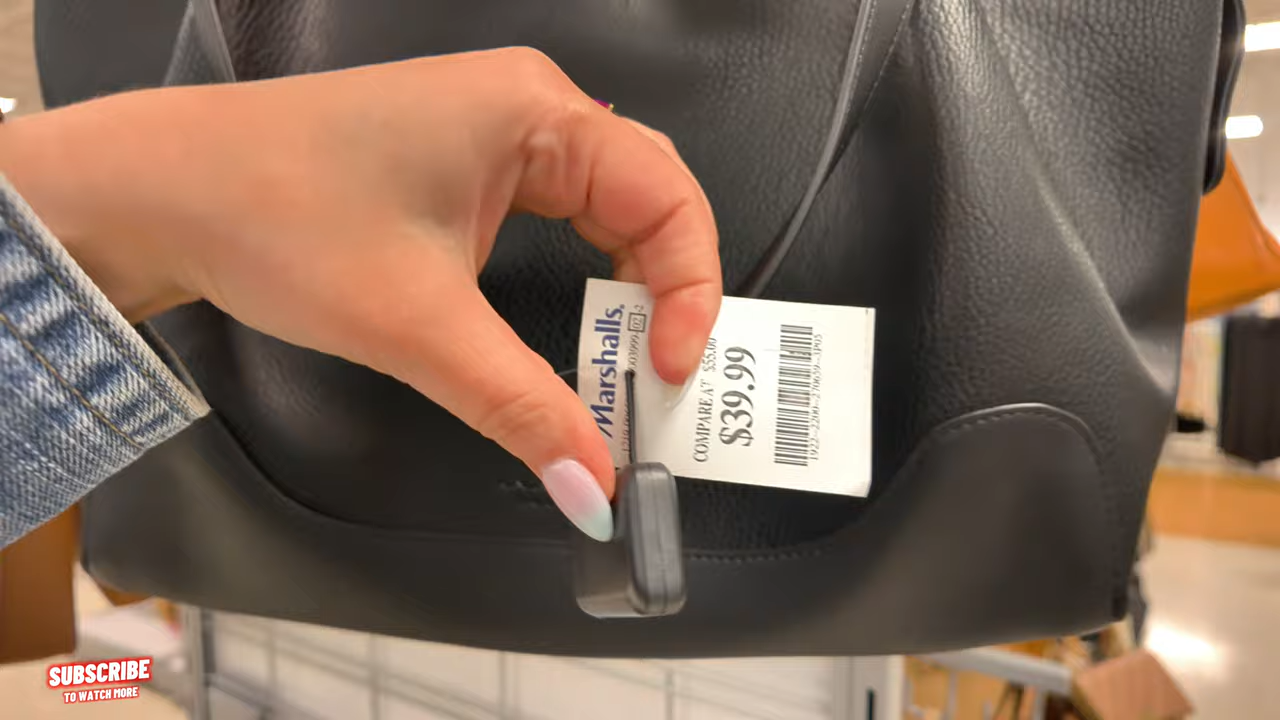 Marshalls.
COMPARE AT $55.00
$39.99
SUBSCRIBE
TO WATCH MORE